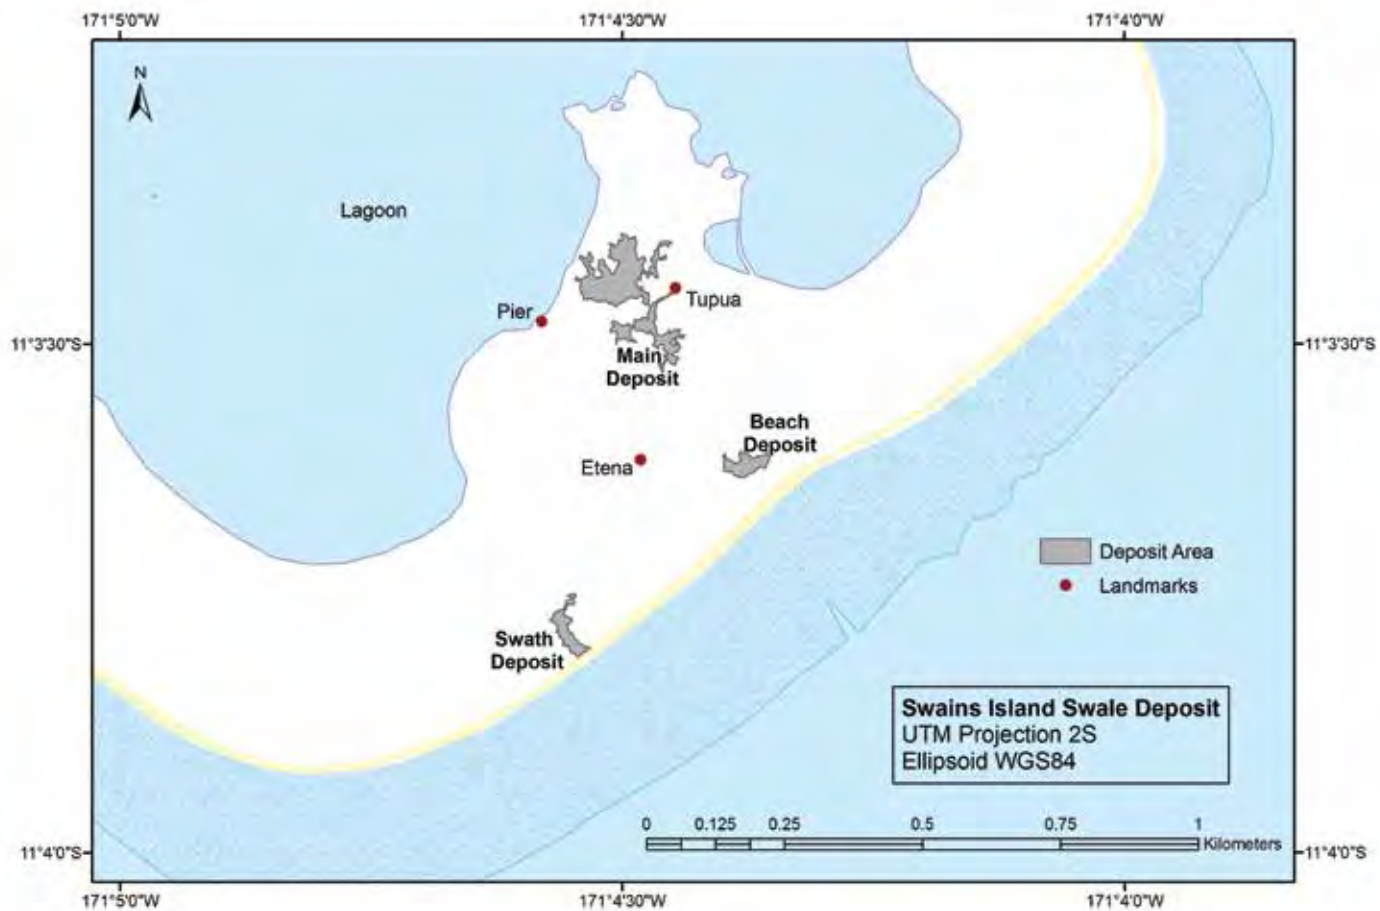 171°5'0"W
171°4'30"W
171°4'0"W
N
Lagoon
Pier
Tupua
11°3'30"S
11°3'30"S
Main
Deposit
Beach
Deposit
Etena
Deposit Area
Landmarks
Swath
Deposit
Swains Island Swale Deposit
UTM Projection 2S
Ellipsoid WGS84
0 0.125 0.25 0.5 0.75 1
Kilometers
11°4'0"S
11°4'0"S
171°5'0"W
171°4'30"W
171°4'0"W